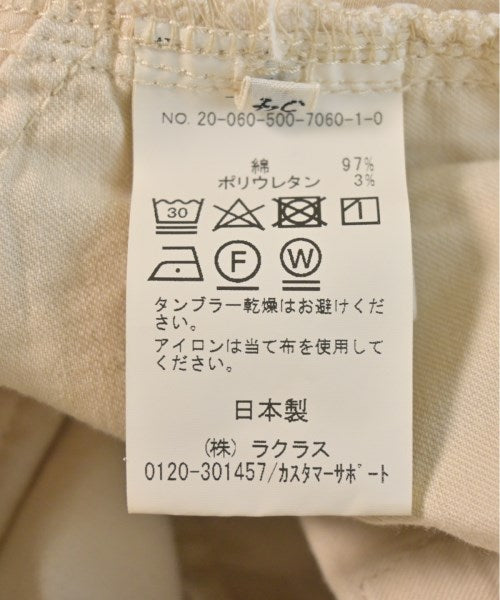 NO. 20-060-500-7060-1-0
綿 97%
ポリウレタン 3%
30
F W
タンブラー乾燥はお避けくだ
さい。
アイロンは当て布を使用して
ください。
日本製
(株) ラクラス
0120-301457/ｶｽﾀﾏｰｻﾎﾟｰﾄ